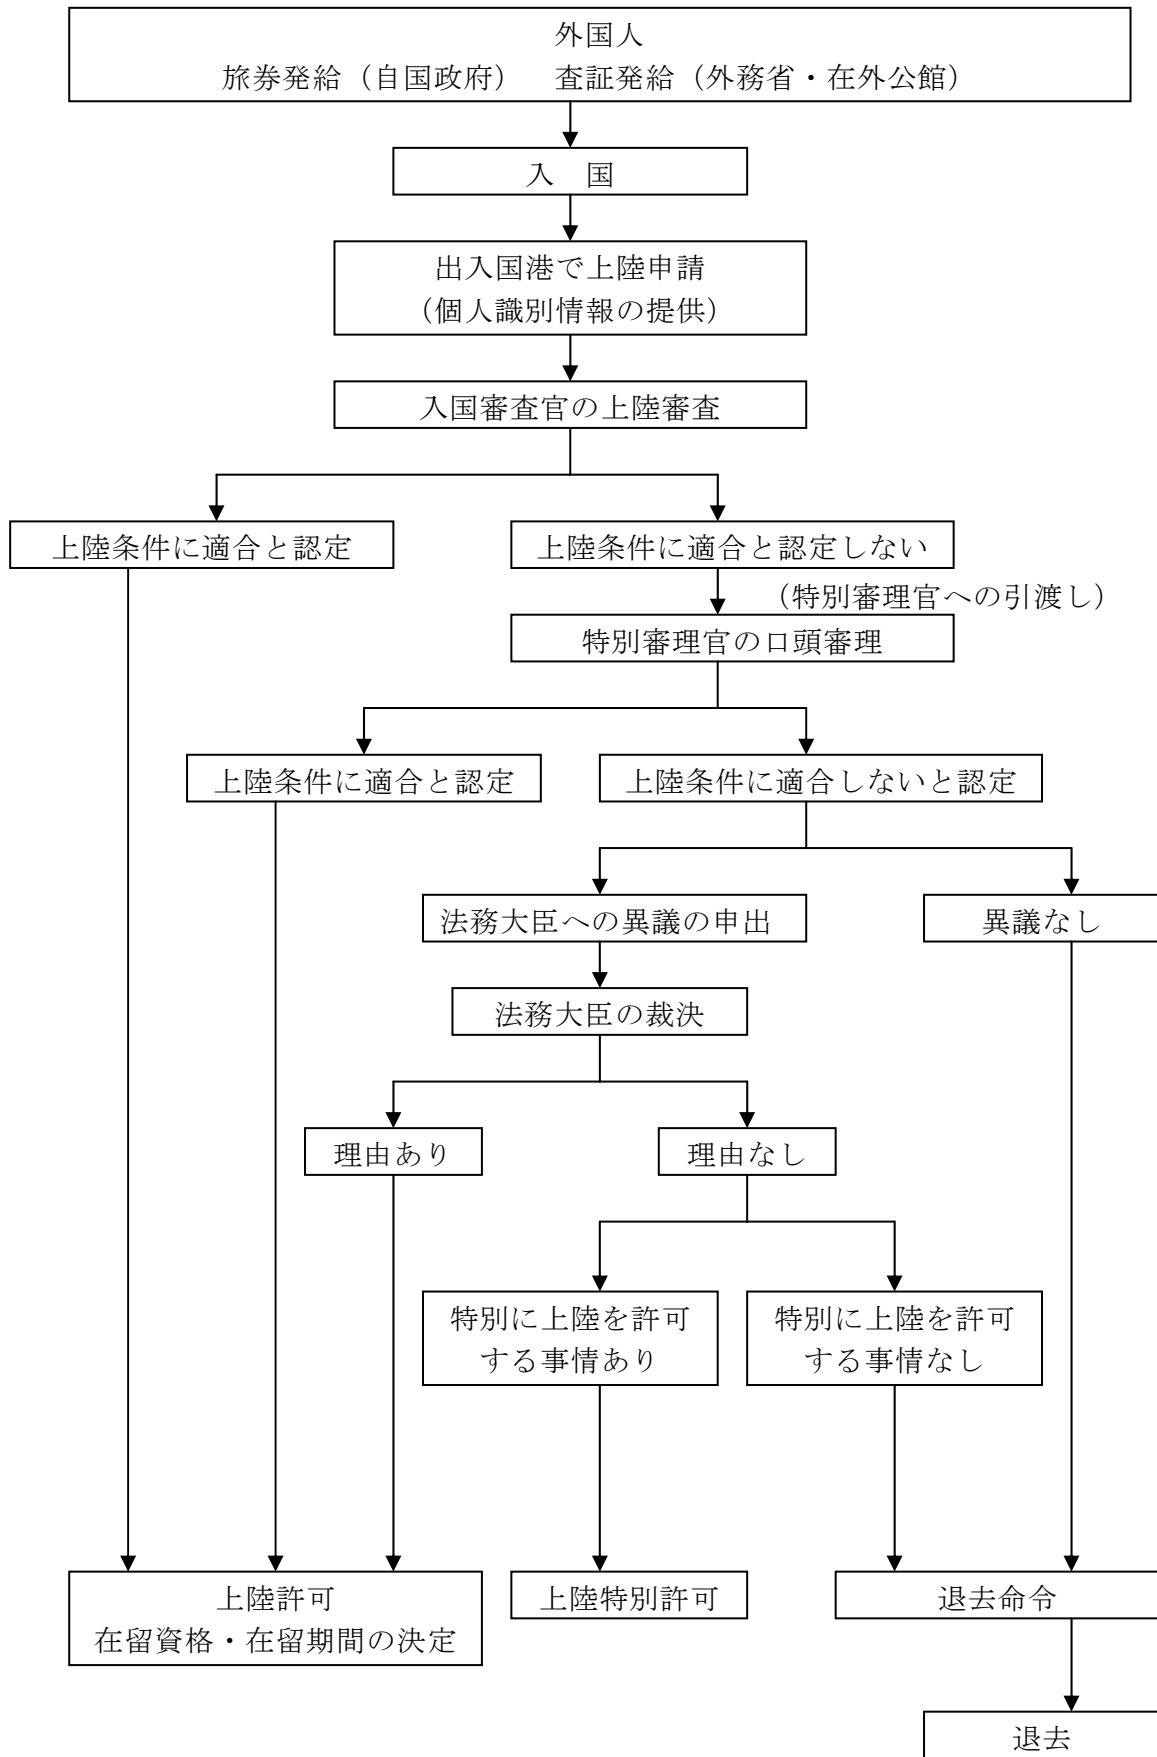 外国人
旅券発給（自国政府）　査証発給（外務省・在外公館）
入　国
出入国港で上陸申請
（個人識別情報の提供）
入国審査官の上陸審査
上陸条件に適合と認定
上陸条件に適合と認定しない
（特別審理官への引渡し）
特別審理官の口頭審理
上陸条件に適合と認定
上陸条件に適合しないと認定
法務大臣への異議の申出
異議なし
法務大臣の裁決
理由あり
理由なし
特別に上陸を許可
する事情あり
特別に上陸を許可
する事情なし
上陸許可
在留資格・在留期間の決定
上陸特別許可
退去命令
退去